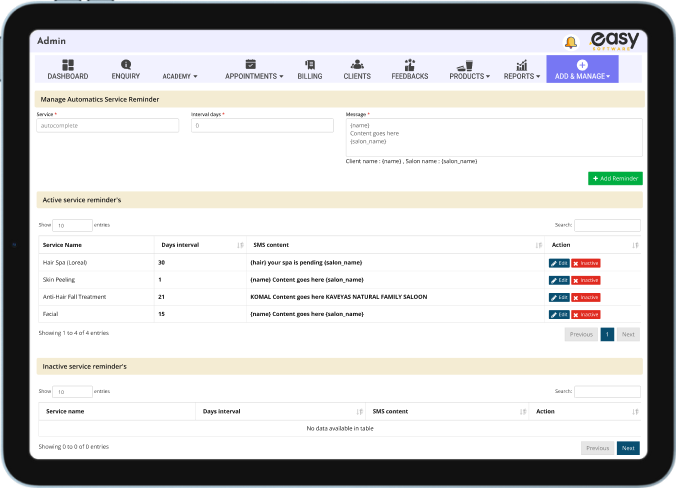 Admin
easy
SOFTWARE
DASHBOARD ENQUIRY ACADEMY APPOINTMENTS BILLING CLIENTS FEEDBACKS PRODUCTS REPORTS ADD & MANAGE
Manage Automatics Service Reminder
Service * Interval days * Message *
autocomplete 0 {name}
Content goes here
{salon_name}
Client name : {name} , Salon name : {salon_name}
+ Add Reminder
Active service reminder's
Show 10 entries Search:
Service Name Days interval SMS content Action
Hair Spa (Loreal) 30 {hair} your spa is pending {salon_name} Edit Inactive
Skin Peeling 1 {name} Content goes here {salon_name} Edit Inactive
Anti-Hair Fall Treatment 21 KOMAL Content goes here KAVEYAS NATURAL FAMILY SALOON Edit Inactive
Facial 15 {name} Content goes here {salon_name} Edit Inactive
Showing 1 to 4 of 4 entries
Previous 1 Next
Inactive service reminder's
Show 10 entries Search:
Service name Days interval SMS content Action
No data available in table
Showing 0 to 0 of 0 entries
Previous Next